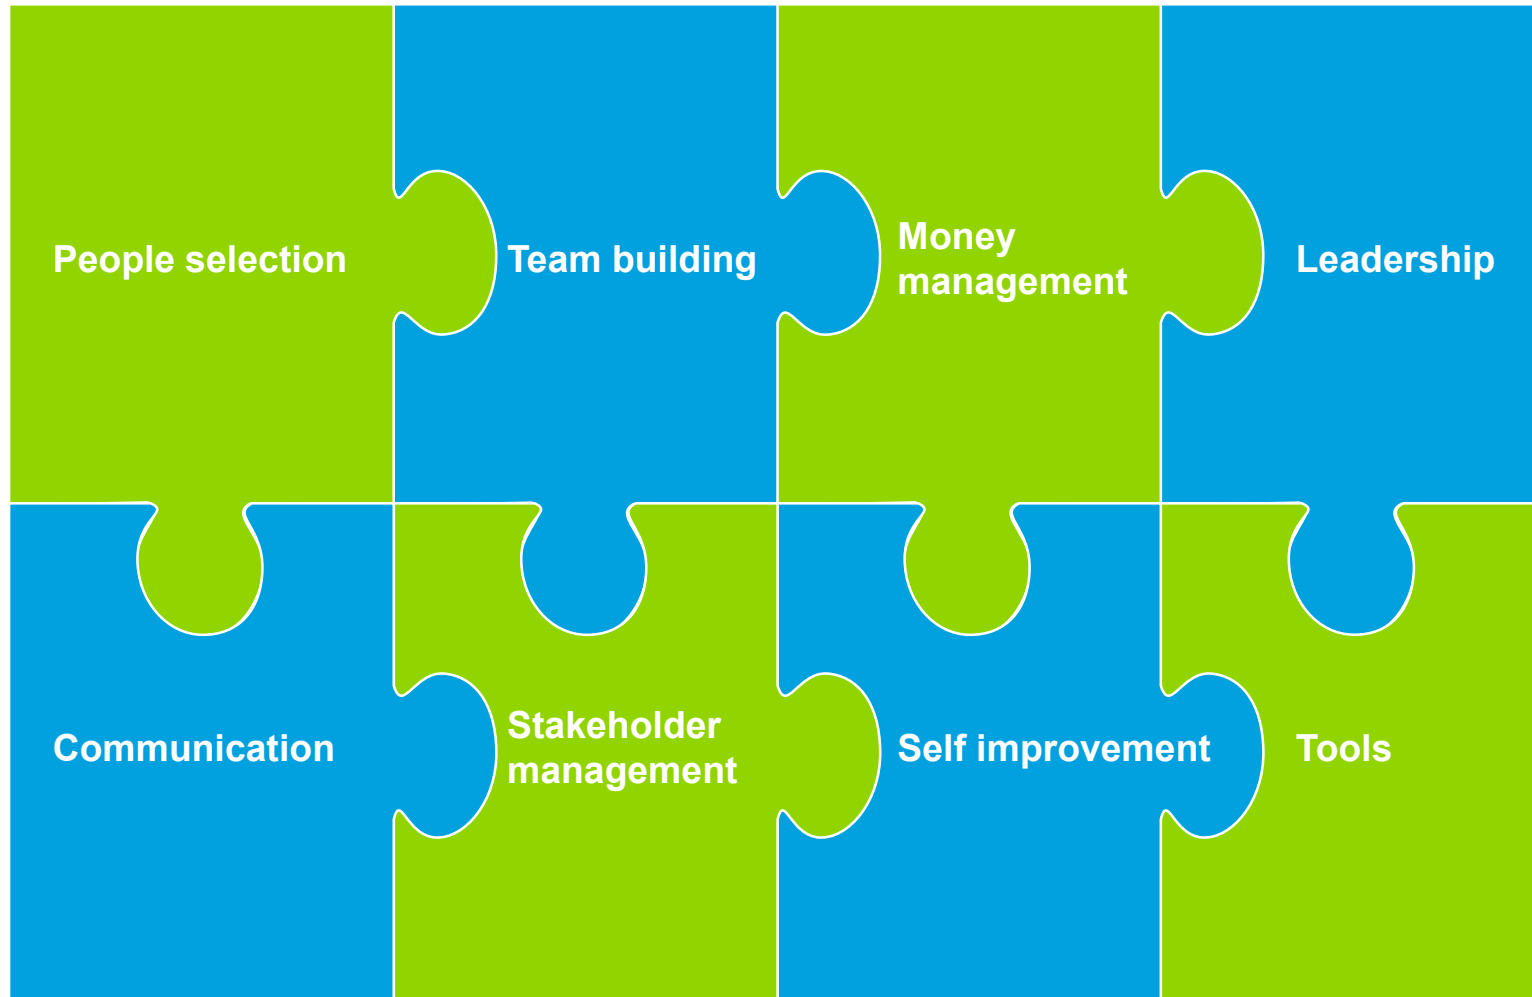 People selection
Team building
Money
management
Leadership
Communication
Stakeholder
management
Self improvement
Tools